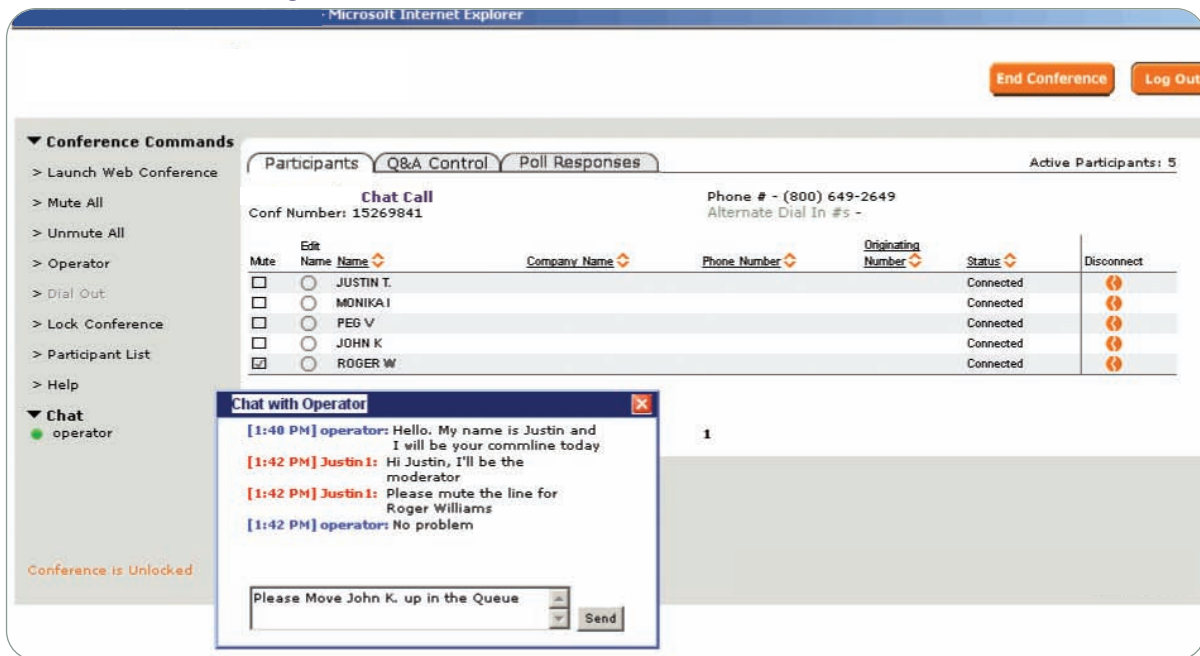 - Microsoft Internet Explorer
End Conference
Log Out
▼ Conference Commands
> Launch Web Conference
> Mute All
> Unmute All
> Operator
> Dial Out
> Lock Conference
> Participant List
> Help
▼ Chat
operator
Conference is Unlocked
Participants Q&A Control Poll Responses
Active Participants: 5
Chat Call
Conf Number: 15269841
Phone # - (800) 649-2649
Alternate Dial In #s -
Mute Edit Name Name Company Name Phone Number Originating Number Status Disconnect
JUSTIN T. Connected
MONIKA I Connected
PEG V Connected
JOHN K Connected
ROGER W Connected
1
Chat with Operator
[1:40 PM] operator: Hello. My name is Justin and
I will be your commline today
[1:42 PM] Justin1: Hi Justin, I'll be the
moderator
[1:42 PM] Justin1: Please mute the line for
Roger Williams
[1:42 PM] operator: No problem
Please Move John K. up in the Queue
Send